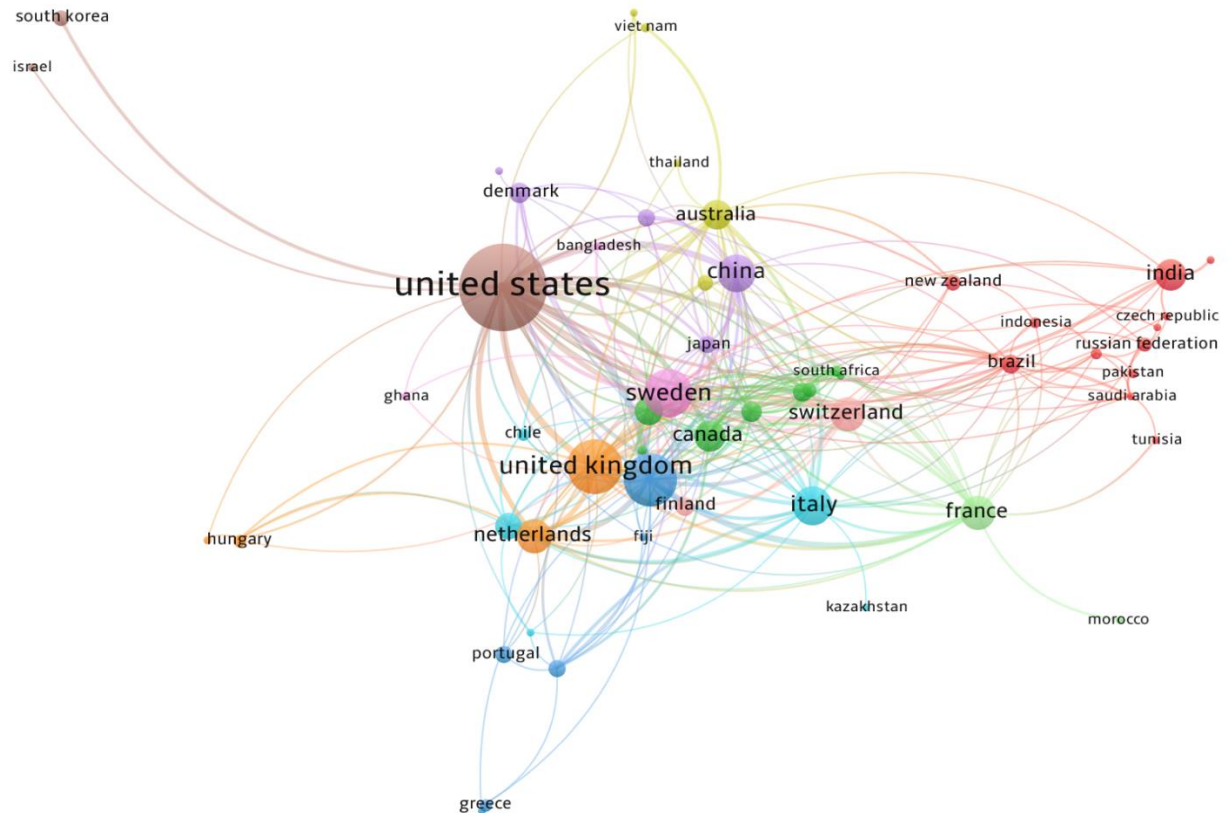 south korea
viet nam
israel
thailand
denmark
australia
bangladesh
china
india
united states
new zealand
czech republic
indonesia
japan
russian federation
brazil
south africa
pakistan
sweden
ghana
saudi arabia
switzerland
chile
canada
tunisia
united kingdom
finland
italy
france
netherlands
fiji
hungary
kazakhstan
morocco
portugal
greece